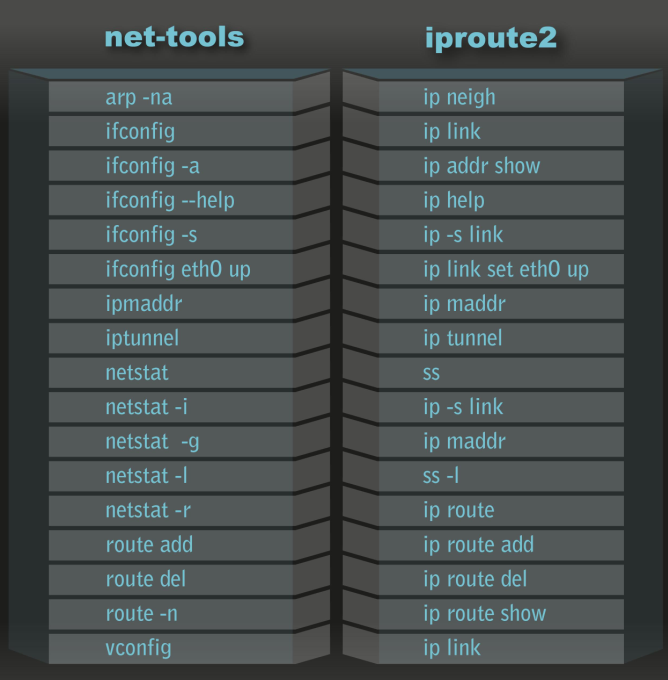 net-tools iproute2
arp -na ip neigh
ifconfig ip link
ifconfig -a ip addr show
ifconfig --help ip help
ifconfig -s ip -s link
ifconfig eth0 up ip link set eth0 up
ipmaddr ip maddr
iptunnel ip tunnel
netstat ss
netstat -i ip -s link
netstat  -g ip maddr
netstat -l ss -l
netstat -r ip route
route add ip route add
route del ip route del
route -n ip route show
vconfig ip link